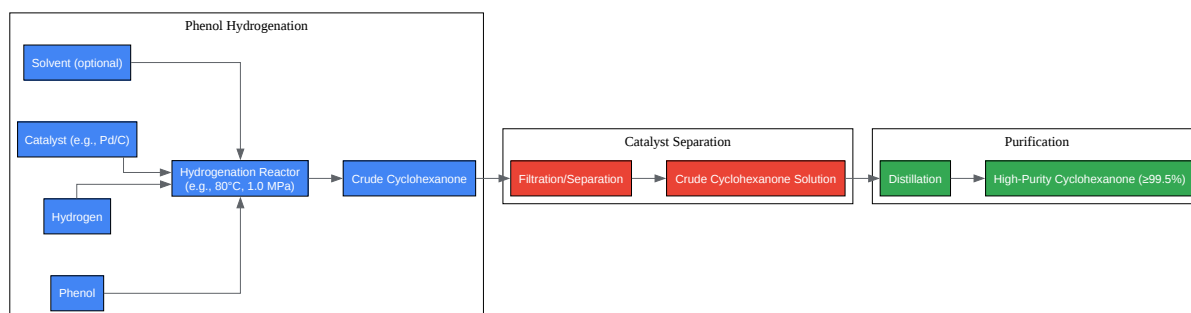 Phenol Hydrogenation
Solvent (optional)
Catalyst (e.g., Pd/C)
Hydrogen
Phenol
Hydrogenation Reactor
(e.g., 80°C, 1.0 MPa)
Crude Cyclohexanone
Catalyst Separation
Filtration/Separation
Crude Cyclohexanone Solution
Purification
Distillation
High-Purity Cyclohexanone (≥99.5%)